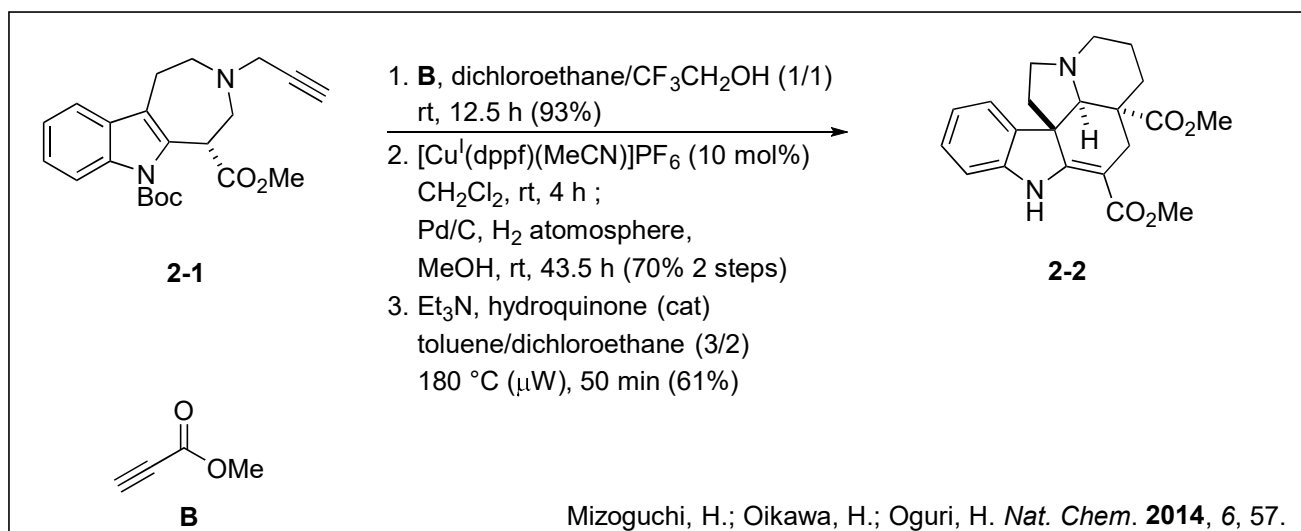 N
N
Boc
CO2Me
2-1
1. B, dichloroethane/CF3CH2OH (1/1)
rt, 12.5 h (93%)
2. [CuI(dppf)(MeCN)]PF6 (10 mol%)
CH2Cl2, rt, 4 h ;
Pd/C, H2 atomosphere,
MeOH, rt, 43.5 h (70% 2 steps)
3. Et3N, hydroquinone (cat)
toluene/dichloroethane (3/2)
180 °C (μW), 50 min (61%)
N
H
CO2Me
N
H
CO2Me
2-2
O
OMe
B
Mizoguchi, H.; Oikawa, H.; Oguri, H. Nat. Chem. 2014, 6, 57.